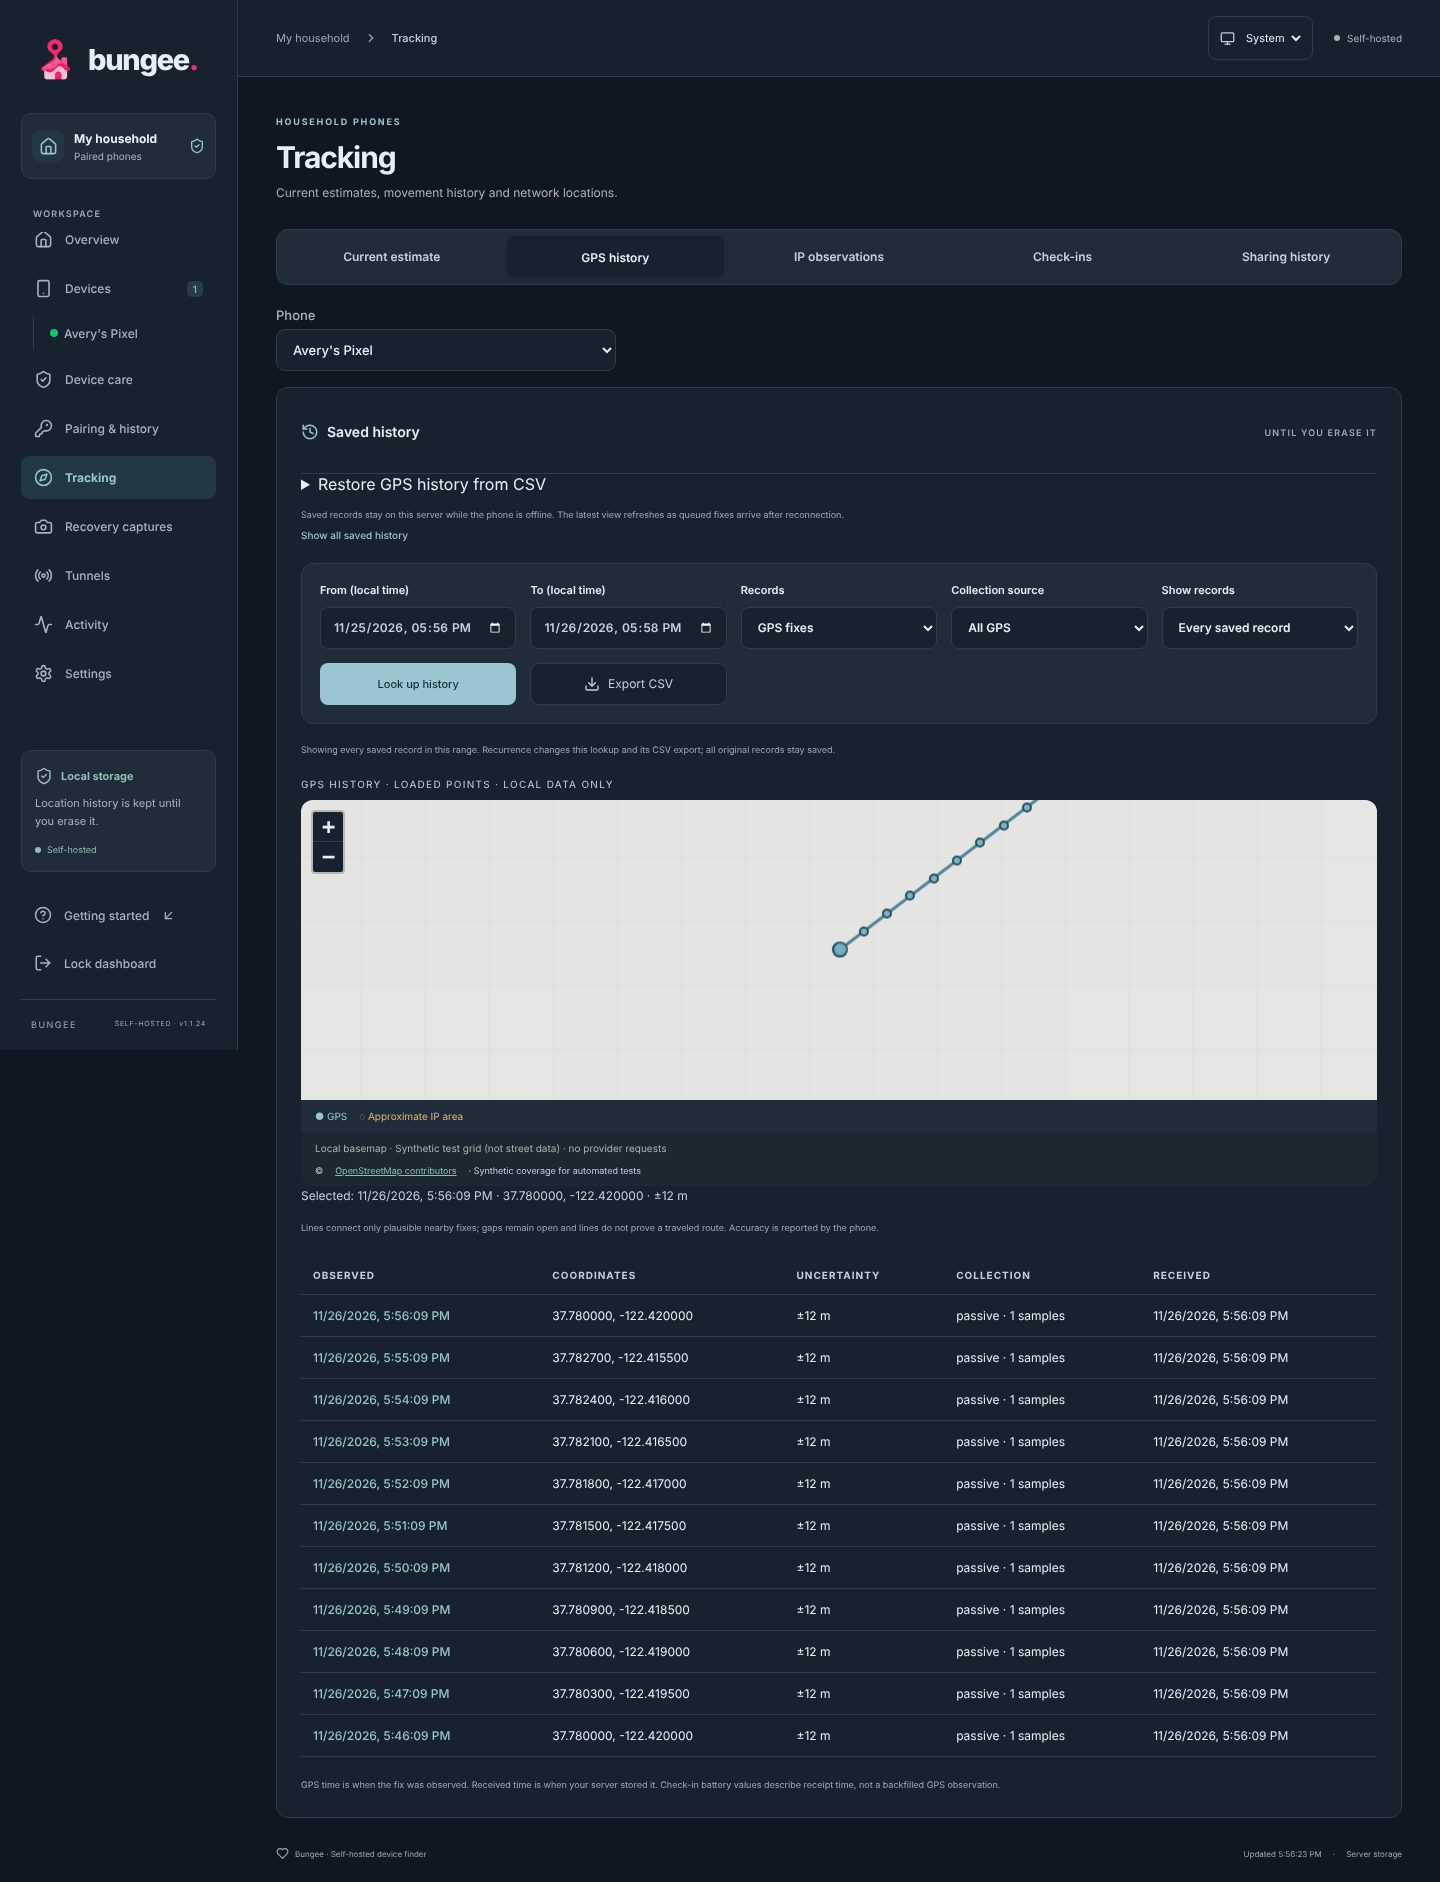 bungee.
My household
Paired phones
WORKSPACE
Overview
Devices 1
Avery's Pixel
Device care
Pairing & history
Tracking
Recovery captures
Tunnels
Activity
Settings
Local storage
Location history is kept until
you erase it.
Self-hosted
Getting started
Lock dashboard
BUNGEE SELF-HOSTED · v1.1.24
My household > Tracking
System
Self-hosted
HOUSEHOLD PHONES
Tracking
Current estimates, movement history and network locations.
Current estimate GPS history IP observations Check-ins Sharing history
Phone
Avery's Pixel
Saved history UNTIL YOU ERASE IT
Restore GPS history from CSV
Saved records stay on this server while the phone is offline. The latest view refreshes as queued fixes arrive after reconnection.
Show all saved history
From (local time) To (local time) Records Collection source Show records
11/25/2026, 05:56 PM 11/26/2026, 05:58 PM GPS fixes All GPS Every saved record
Look up history Export CSV
Showing every saved record in this range. Recurrence changes this lookup and its CSV export; all original records stay saved.
GPS HISTORY · LOADED POINTS · LOCAL DATA ONLY
+
−
GPS Approximate IP area
Local basemap · Synthetic test grid (not street data) · no provider requests
© OpenStreetMap contributors · Synthetic coverage for automated tests
Selected: 11/26/2026, 5:56:09 PM · 37.780000, -122.420000 · ±12 m
Lines connect only plausible nearby fixes; gaps remain open and lines do not prove a traveled route. Accuracy is reported by the phone.
OBSERVED COORDINATES UNCERTAINTY COLLECTION RECEIVED
11/26/2026, 5:56:09 PM 37.780000, -122.420000 ±12 m passive · 1 samples 11/26/2026, 5:56:09 PM
11/26/2026, 5:55:09 PM 37.782700, -122.415500 ±12 m passive · 1 samples 11/26/2026, 5:56:09 PM
11/26/2026, 5:54:09 PM 37.782400, -122.416000 ±12 m passive · 1 samples 11/26/2026, 5:56:09 PM
11/26/2026, 5:53:09 PM 37.782100, -122.416500 ±12 m passive · 1 samples 11/26/2026, 5:56:09 PM
11/26/2026, 5:52:09 PM 37.781800, -122.417000 ±12 m passive · 1 samples 11/26/2026, 5:56:09 PM
11/26/2026, 5:51:09 PM 37.781500, -122.417500 ±12 m passive · 1 samples 11/26/2026, 5:56:09 PM
11/26/2026, 5:50:09 PM 37.781200, -122.418000 ±12 m passive · 1 samples 11/26/2026, 5:56:09 PM
11/26/2026, 5:49:09 PM 37.780900, -122.418500 ±12 m passive · 1 samples 11/26/2026, 5:56:09 PM
11/26/2026, 5:48:09 PM 37.780600, -122.419000 ±12 m passive · 1 samples 11/26/2026, 5:56:09 PM
11/26/2026, 5:47:09 PM 37.780300, -122.419500 ±12 m passive · 1 samples 11/26/2026, 5:56:09 PM
11/26/2026, 5:46:09 PM 37.780000, -122.420000 ±12 m passive · 1 samples 11/26/2026, 5:56:09 PM
GPS time is when the fix was observed. Received time is when your server stored it. Check-in battery values describe receipt time, not a backfilled GPS observation.
Bungee · Self-hosted device finder Updated 5:56:23 PM · Server storage